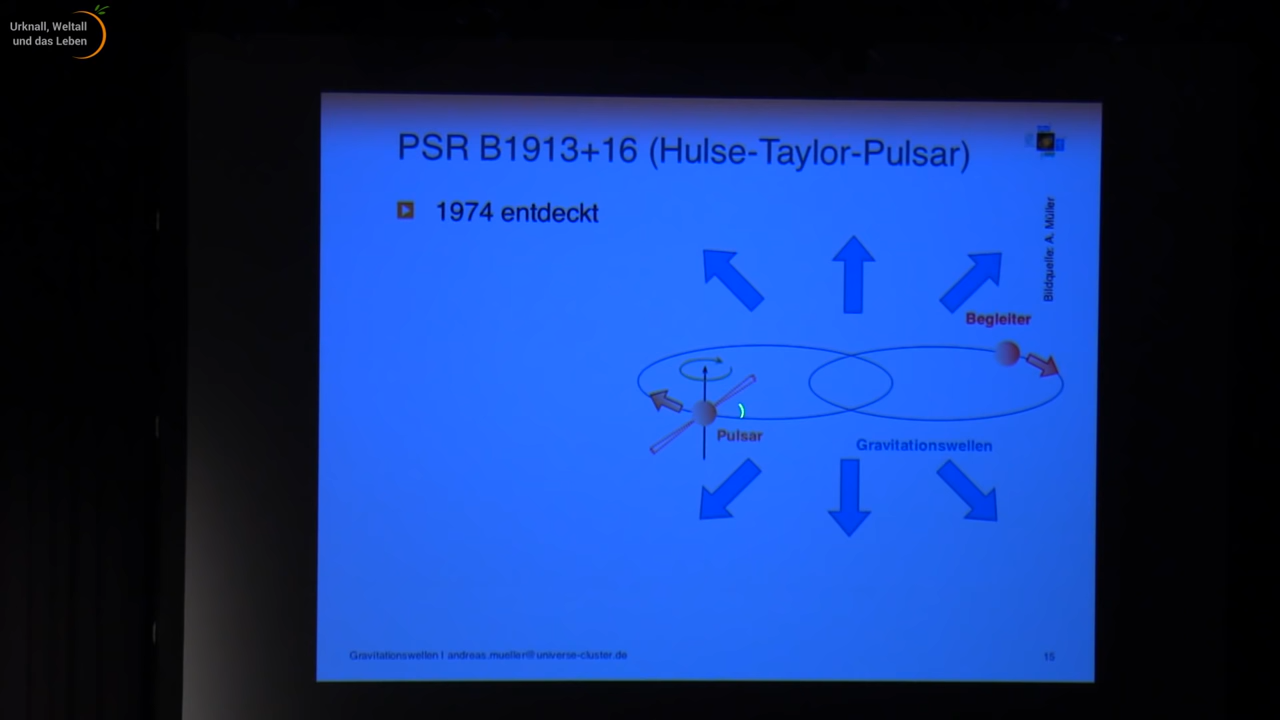 Urknall, Weltall
und das Leben
PSR B1913+16 (Hulse-Taylor-Pulsar)
1974 entdeckt
Bildquelle: A. Müller
Begleiter
Pulsar
Gravitationswellen
Gravitationswellen I andreas.mueller@universe-cluster.de
15